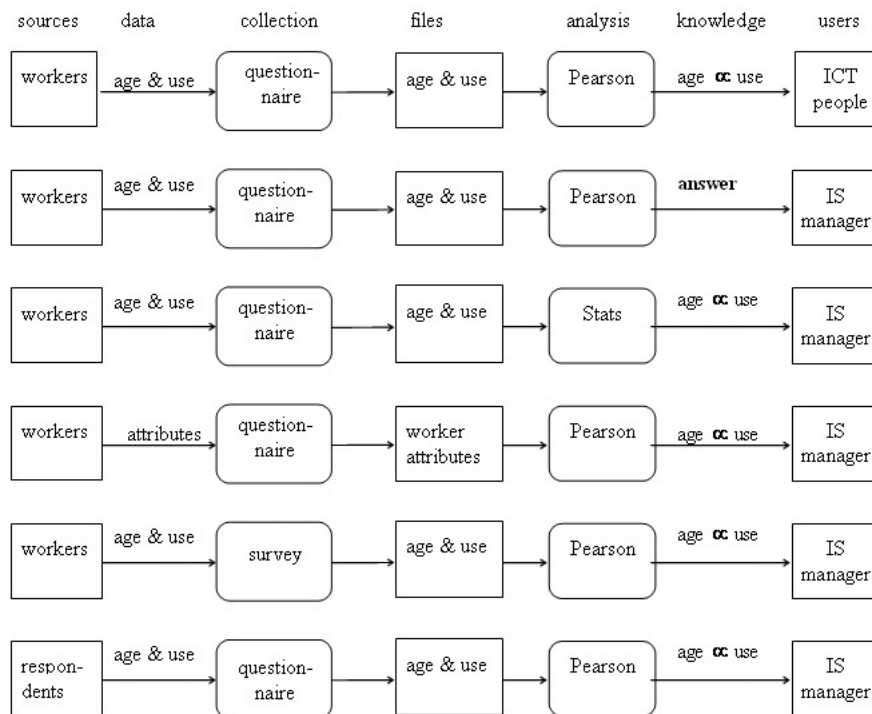 sources data collection files analysis knowledge users
workers age & use question-
naire age & use Pearson age ∝ use ICT
people
workers age & use question-
naire age & use Pearson answer IS
manager
workers age & use question-
naire age & use Stats age ∝ use IS
manager
workers attributes question-
naire worker
attributes Pearson age ∝ use IS
manager
workers age & use survey age & use Pearson age ∝ use IS
manager
respon-
dents age & use question-
naire age & use Pearson age ∝ use IS
manager